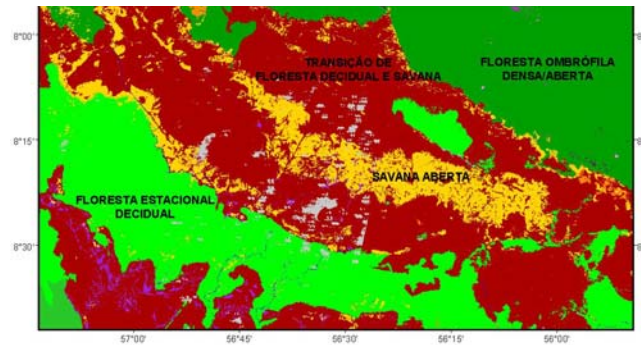 8°00'
TRANSIÇÃO DE
FLORESTA DECIDUAL E SAVANA
FLORESTA OMBRÓFILA
DENSA/ABERTA
8°15'
SAVANA ABERTA
FLORESTA ESTACIONAL
DECIDUAL
8°30'
57°00' 56°45' 56°30' 56°15' 56°00'